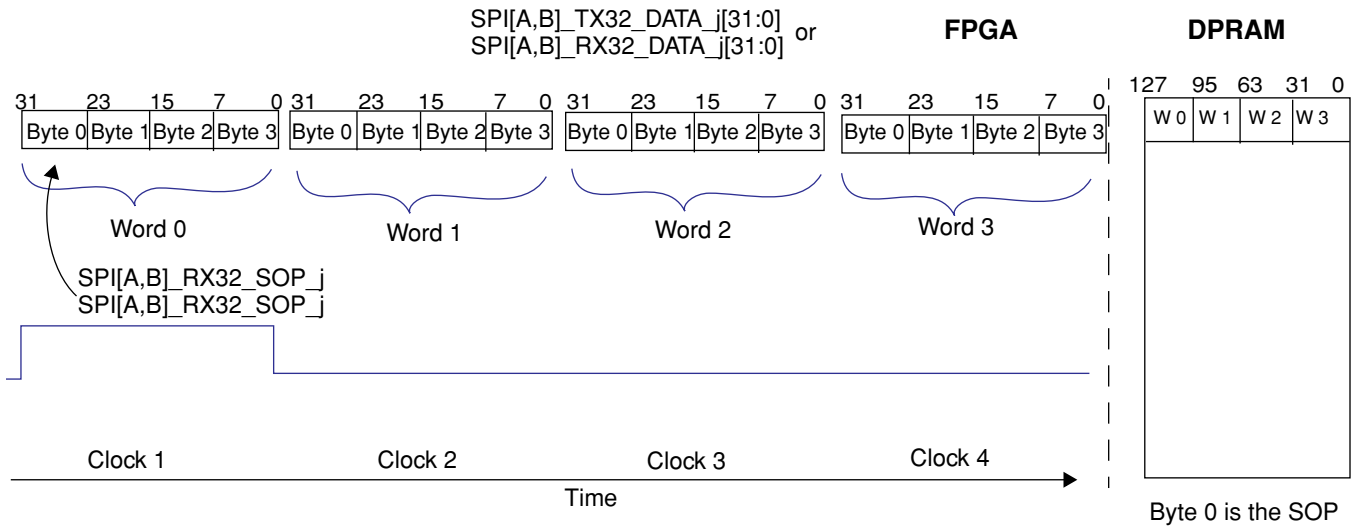 SPI[A,B]_TX32_DATA_j[31:0] or
SPI[A,B]_RX32_DATA_j[31:0]
FPGA
DPRAM
31 23 15 7 0 31 23 15 7 0 31 23 15 7 0 31 23 15 7 0
127 95 63 31 0
Byte 0 Byte 1 Byte 2 Byte 3 Byte 0 Byte 1 Byte 2 Byte 3 Byte 0 Byte 1 Byte 2 Byte 3 Byte 0 Byte 1 Byte 2 Byte 3
W 0 W 1 W 2 W 3
Word 0 Word 1 Word 2 Word 3
SPI[A,B]_RX32_SOP_j
SPI[A,B]_RX32_SOP_j
Clock 1 Clock 2 Clock 3 Clock 4
Time
Byte 0 is the SOP